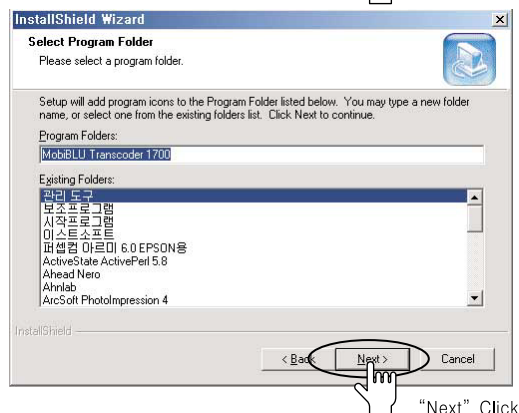 InstallShield Wizard
Select Program Folder
Please select a program folder.
Setup will add program icons to the Program Folder listed below. You may type a new folder
name, or select one from the existing folders list. Click Next to continue.
Program Folders:
MobiBLU Transcoder 1700
Existing Folders:
관리 도구
보조프로그램
시작프로그램
이스트소프트
퍼셉컴 아르미 6.0 EPSON용
ActiveState ActivePerl 5.8
Ahead Nero
Ahnlab
ArcSoft PhotoImpression 4
InstallShield
< Back
Next >
Cancel
“Next” Click